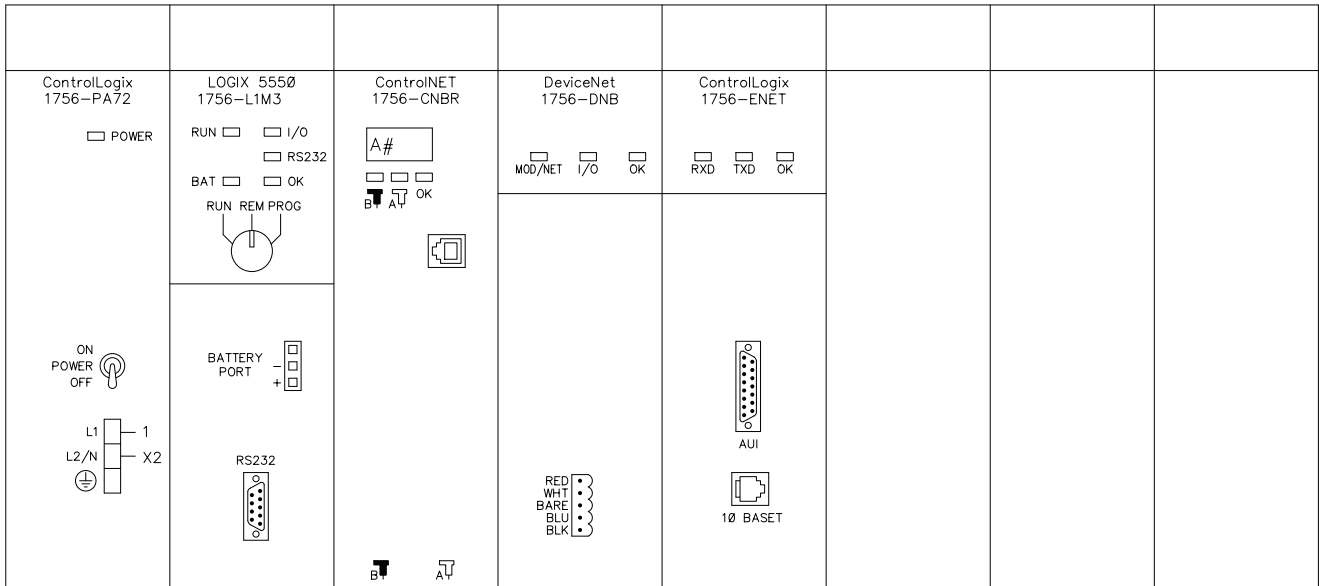 ControlLogix
1756-PA72
POWER
ON
POWER
OFF
L1 1
L2/N X2
LOGIX 555Ø
1756-L1M3
RUN I/O
RS232
BAT OK
RUN REM PROG
BATTERY
PORT
-
+
RS232
ControlNET
1756-CNBR
A#
B A OK
B A
DeviceNet
1756-DNB
MOD/NET I/O OK
RED
WHT
BARE
BLU
BLK
ControlLogix
1756-ENET
RXD TXD OK
AUI
1Ø BASET